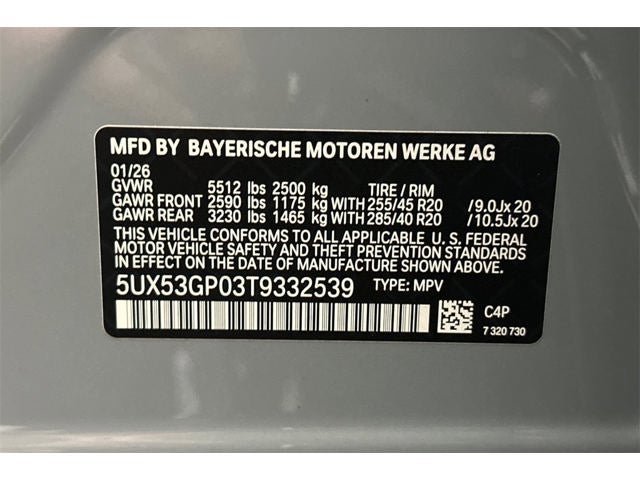 MFD BY BAYERISCHE MOTOREN WERKE AG
01/26
GVWR 5512 lbs 2500 kg TIRE / RIM
GAWR FRONT 2590 lbs 1175 kg WITH 255/45 R20 /9.0Jx 20
GAWR REAR 3230 lbs 1465 kg WITH 285/40 R20 /10.5Jx 20
THIS VEHICLE CONFORMS TO ALL APPLICABLE U. S. FEDERAL
MOTOR VEHICLE SAFETY AND THEFT PREVENTION STANDARDS IN
EFFECT ON THE DATE OF MANUFACTURE SHOWN ABOVE.
5UX53GP03T9332539 TYPE: MPV
C4P
7 320 730